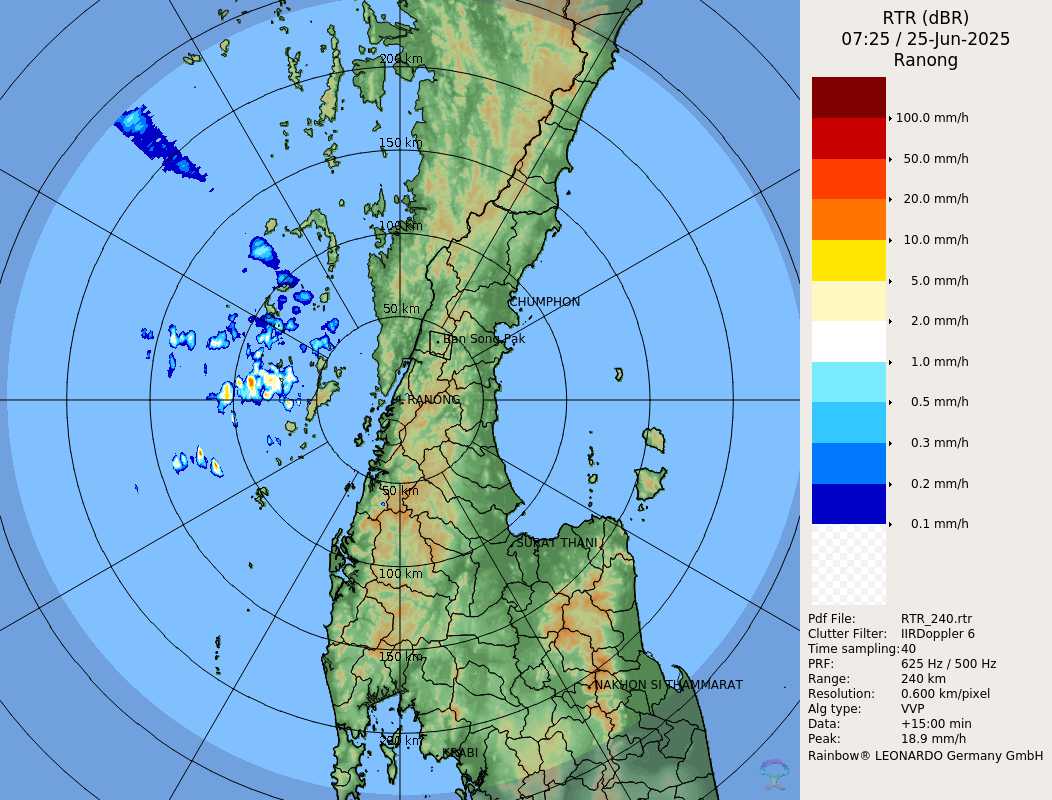 RTR (dBR)
07:25 / 25-Jun-2025
Ranong
100.0 mm/h
50.0 mm/h
20.0 mm/h
10.0 mm/h
5.0 mm/h
2.0 mm/h
1.0 mm/h
0.5 mm/h
0.3 mm/h
0.2 mm/h
0.1 mm/h
Pdf File: RTR_240.rtr
Clutter Filter: IIRDoppler 6
Time sampling:40
PRF: 625 Hz / 500 Hz
Range: 240 km
Resolution: 0.600 km/pixel
Alg type: VVP
Data: +15:00 min
Peak: 18.9 mm/h
Rainbow® LEONARDO Germany GmbH
200 km
150 km
100 km
50 km
CHUMPHON
Ban Song Pak
RANONG
50 km
SURAT THANI
100 km
150 km
NAKHON SI THAMMARAT
200 km
KRABI